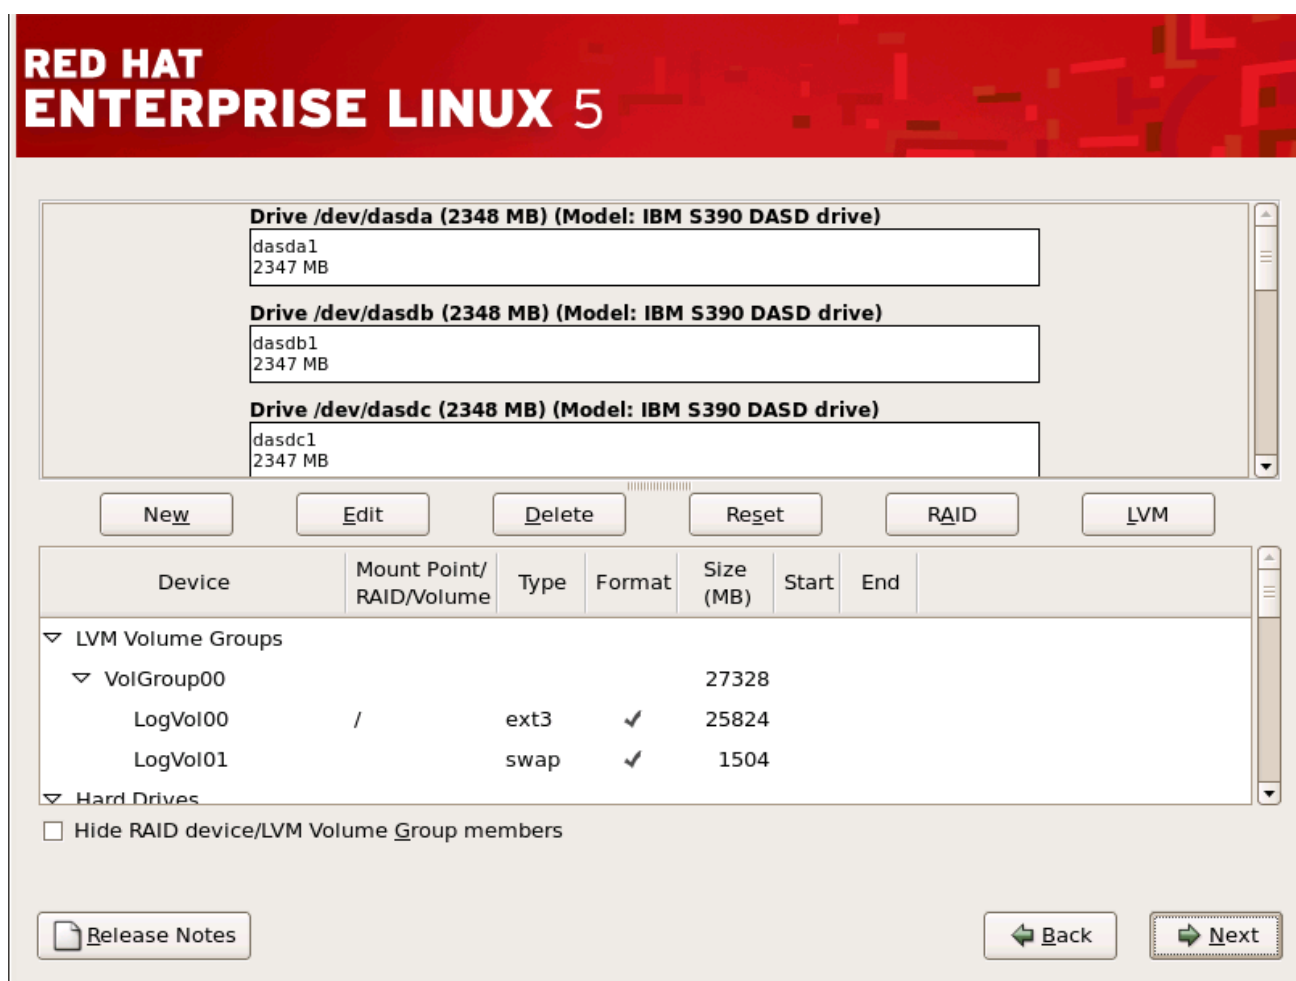 RED HAT
ENTERPRISE LINUX 5
Drive /dev/dasda (2348 MB) (Model: IBM S390 DASD drive)
dasda1
2347 MB
Drive /dev/dasdb (2348 MB) (Model: IBM S390 DASD drive)
dasdb1
2347 MB
Drive /dev/dasdc (2348 MB) (Model: IBM S390 DASD drive)
dasdc1
2347 MB
New Edit Delete Reset RAID LVM
Device Mount Point/ RAID/Volume Type Format Size (MB) Start End
LVM Volume Groups
VolGroup00 27328
LogVol00 / ext3 25824
LogVol01 swap 1504
Hard Drives
Hide RAID device/LVM Volume Group members
Release Notes Back Next